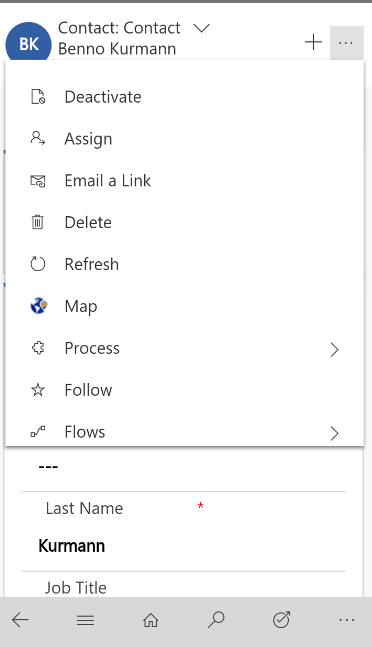 BK
Contact: Contact
Benno Kurmann
Deactivate
Assign
Email a Link
Delete
Refresh
Map
Process
Follow
Flows
---
Last Name *
Kurmann
Job Title